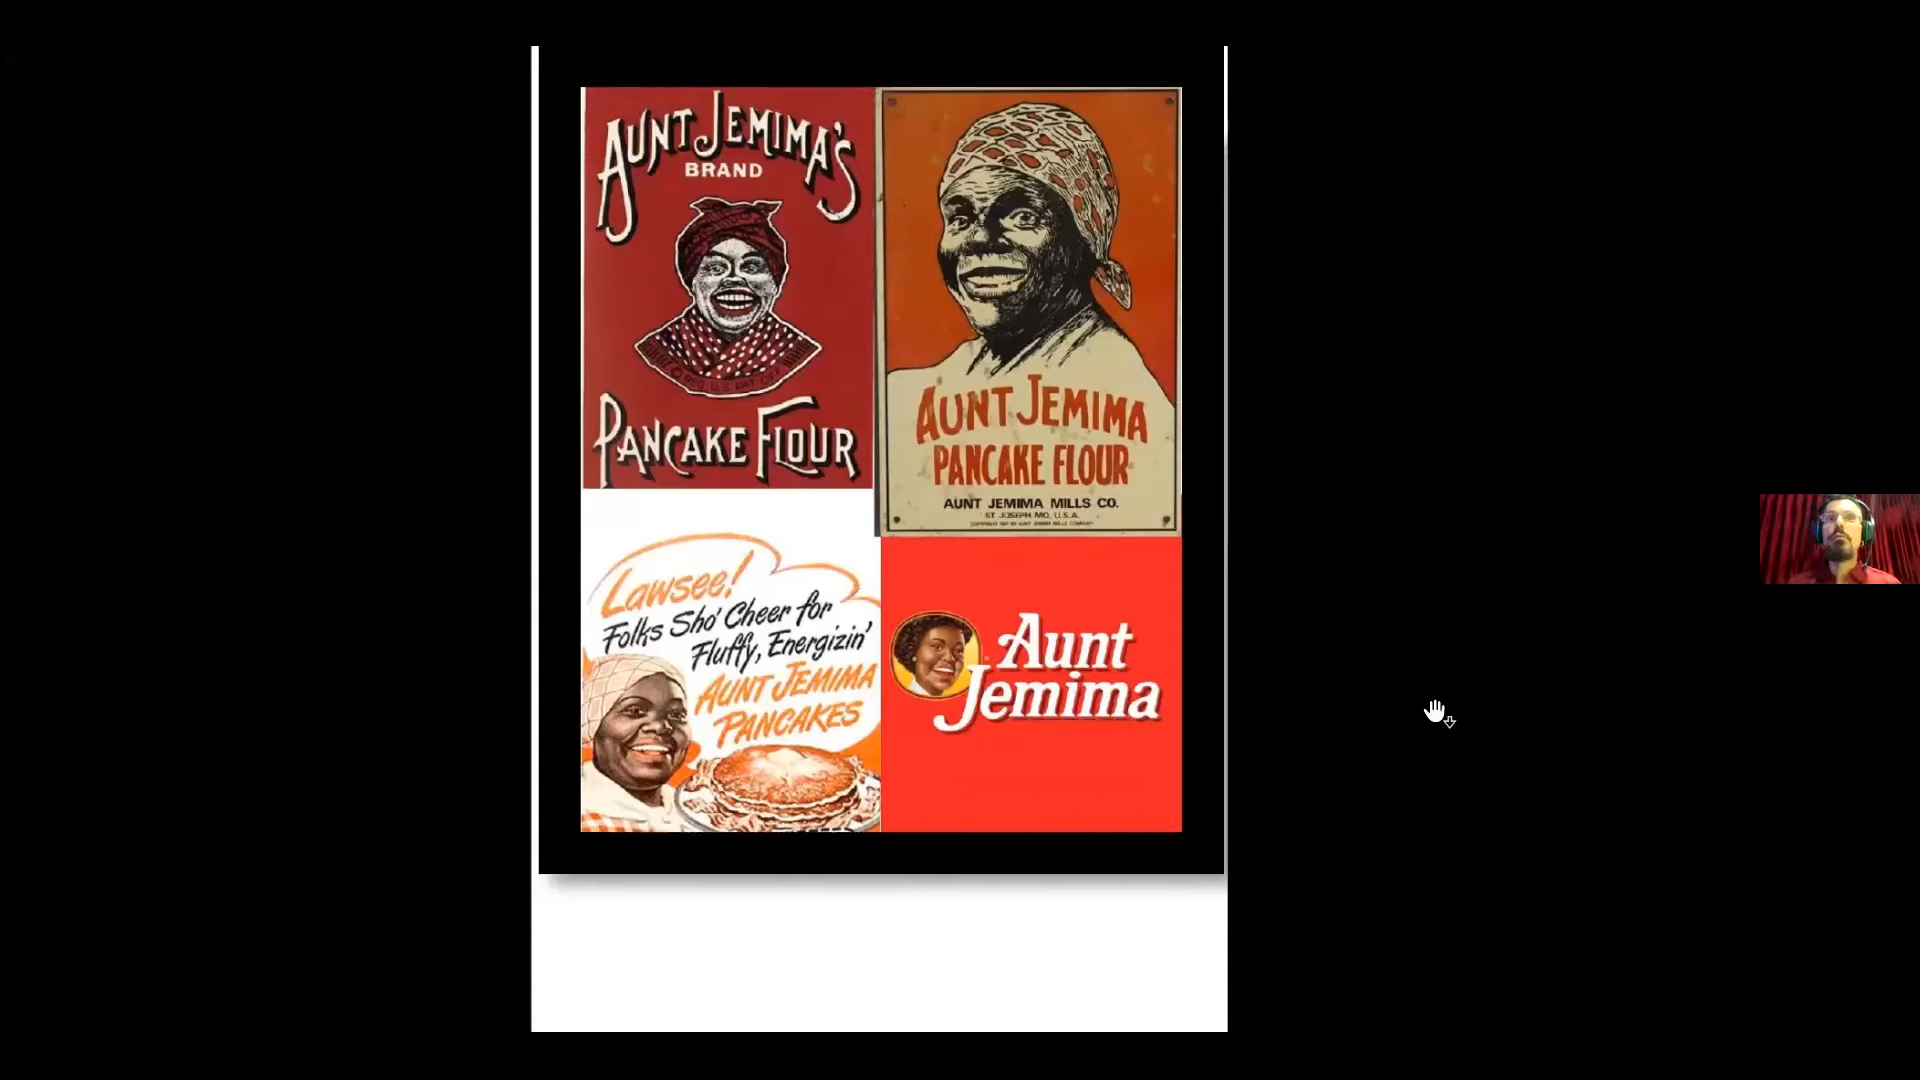 AUNT JEMIMA'S
BRAND
PANCAKE FLOUR
AUNT JEMIMA
PANCAKE FLOUR
AUNT JEMIMA MILLS CO.
ST. JOSEPH MO, U.S.A.
Lawsee!
Folks Sho' Cheer for
Fluffy, Energizin'
AUNT JEMIMA
PANCAKES
Aunt
Jemima